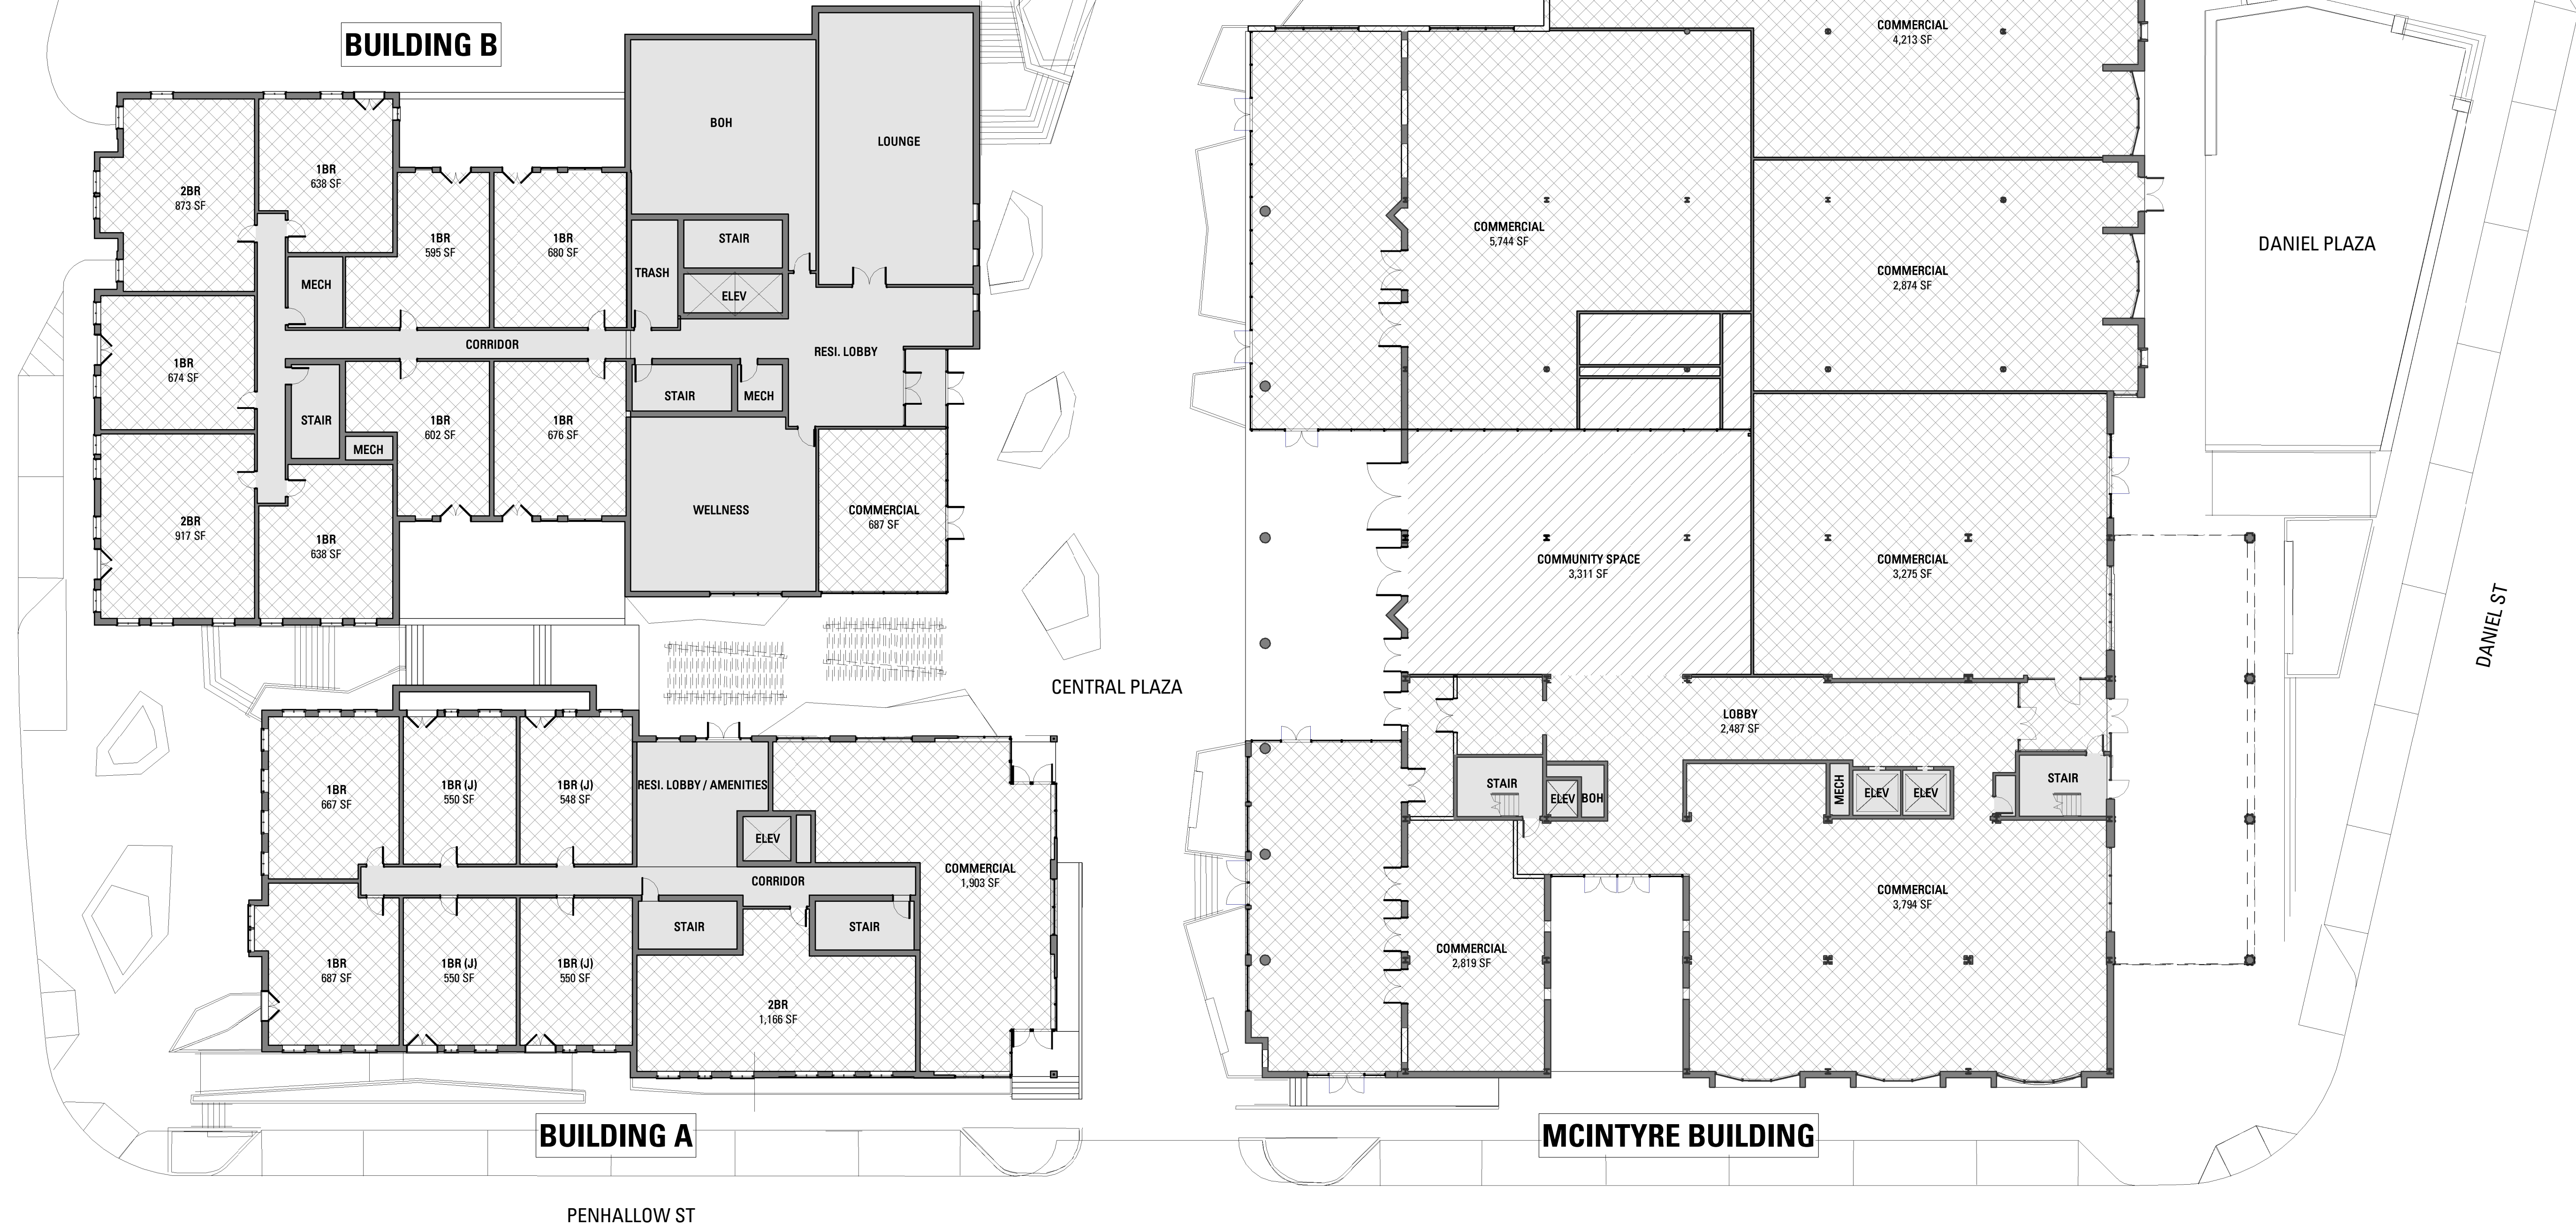 BUILDING B
BOH
LOUNGE
2BR
873 SF
1BR
638 SF
1BR
595 SF
1BR
680 SF
MECH
TRASH
STAIR
ELEV
1BR
674 SF
CORRIDOR
RESI. LOBBY
STAIR
MECH
1BR
602 SF
1BR
676 SF
STAIR
MECH
2BR
917 SF
1BR
638 SF
WELLNESS
COMMERCIAL
687 SF
CENTRAL PLAZA
1BR
667 SF
1BR (J)
550 SF
1BR (J)
548 SF
RESI. LOBBY / AMENITIES
ELEV
CORRIDOR
COMMERCIAL
1,903 SF
1BR
687 SF
1BR (J)
550 SF
1BR (J)
550 SF
STAIR
STAIR
2BR
1,166 SF
BUILDING A
PENHALLOW ST
COMMERCIAL
4,213 SF
COMMERCIAL
5,744 SF
COMMERCIAL
2,874 SF
COMMUNITY SPACE
3,311 SF
COMMERCIAL
3,275 SF
LOBBY
2,487 SF
STAIR
ELEV
BOH
MECH
ELEV
ELEV
STAIR
COMMERCIAL
2,819 SF
COMMERCIAL
3,794 SF
MCINTYRE BUILDING
DANIEL PLAZA
DANIEL ST